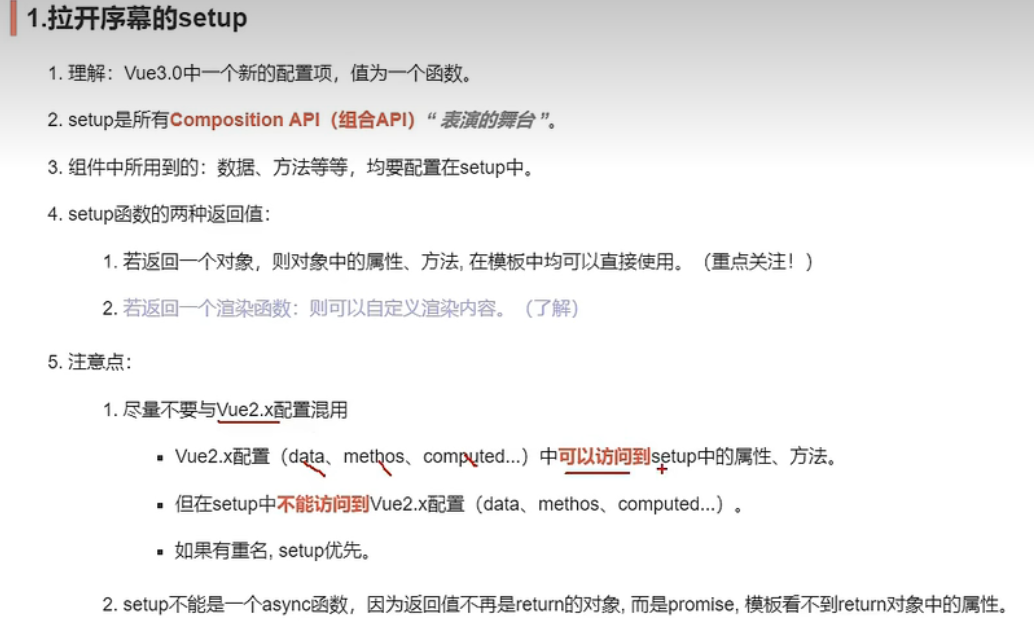 1.拉开序幕的setup
1. 理解：Vue3.0中一个新的配置项，值为一个函数。
2. setup是所有Composition API（组合API）“ 表演的舞台 ”。
3. 组件中所用到的：数据、方法等等，均要配置在setup中。
4. setup函数的两种返回值：
1. 若返回一个对象，则对象中的属性、方法, 在模板中均可以直接使用。（重点关注！）
2. 若返回一个渲染函数：则可以自定义渲染内容。（了解）
5. 注意点：
1. 尽量不要与Vue2.x配置混用
▪ Vue2.x配置（data、methos、computed...）中可以访问到setup中的属性、方法。
▪ 但在setup中不能访问到Vue2.x配置（data、methos、computed...）。
▪ 如果有重名, setup优先。
2. setup不能是一个async函数，因为返回值不再是return的对象, 而是promise, 模板看不到return对象中的属性。